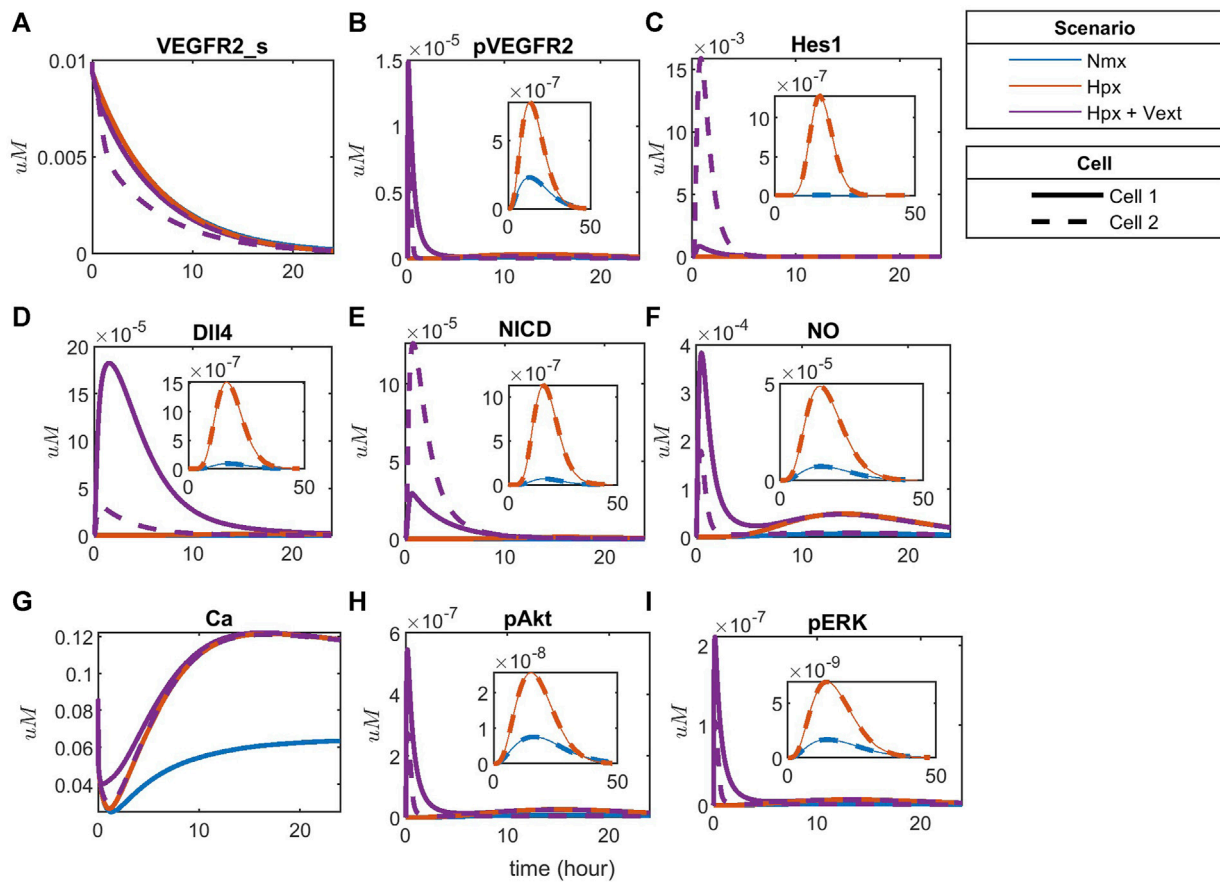 A
VEGFR2_s
0.01
0.005
0
uM
0 10 20
B
pVEGFR2
×10⁻⁵
1.5
1
0.5
0
uM
0 10 20
×10⁻⁷
5
0
0 50
C
Hes1
×10⁻³
15
10
5
0
uM
0 10 20
×10⁻⁷
10
5
0
0 50
Scenario
Nmx
Hpx
Hpx + Vext
Cell
Cell 1
Cell 2
D
Dll4
×10⁻⁵
20
15
10
5
0
uM
0 10 20
×10⁻⁷
15
10
5
0
0 50
E
NICD
×10⁻⁵
10
5
0
uM
0 10 20
×10⁻⁷
10
5
0
0 50
F
NO
×10⁻⁴
4
3
2
1
0
uM
0 10 20
×10⁻⁵
5
0
0 50
G
Ca
0.12
0.10
0.08
0.06
0.04
uM
0 10 20
H
pAkt
×10⁻⁷
6
4
2
0
uM
0 10 20
×10⁻⁸
2
1
0
0 50
I
pERK
×10⁻⁷
2
1
0
uM
0 10 20
×10⁻⁹
5
0
0 50
time (hour)